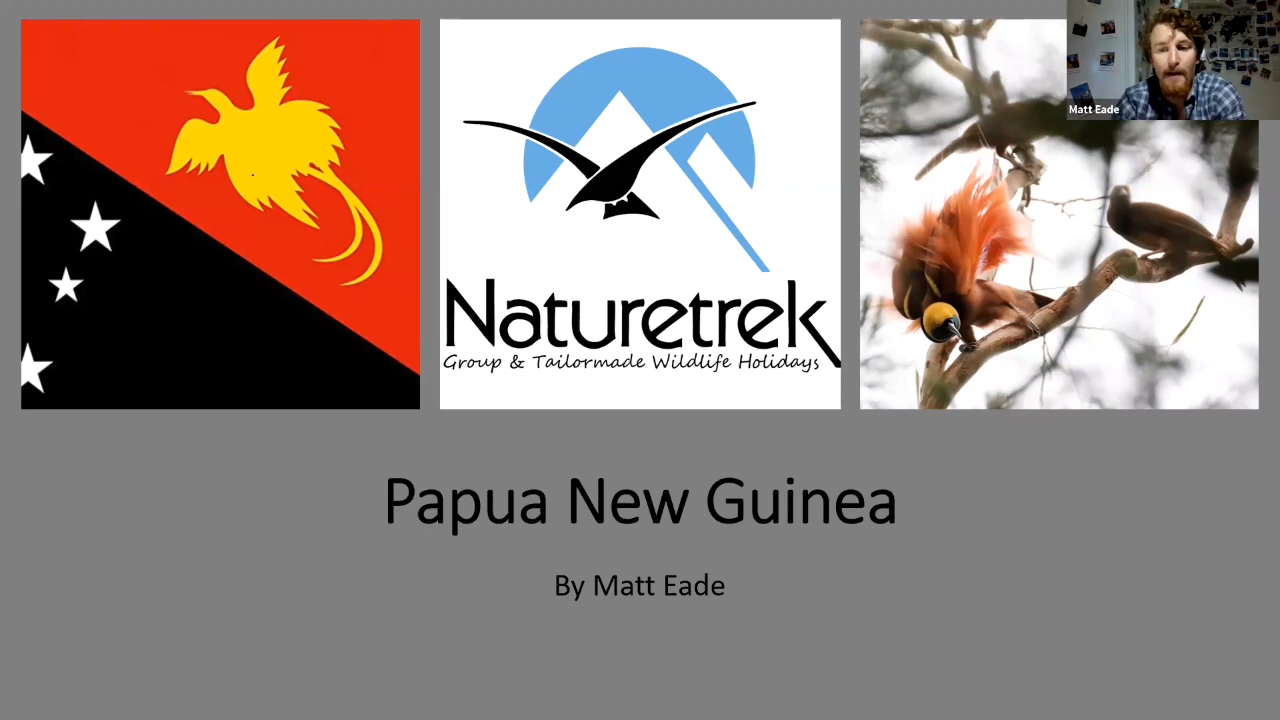 Matt Eade
Naturetrek
Group & Tailormade Wildlife Holidays
Papua New Guinea
By Matt Eade